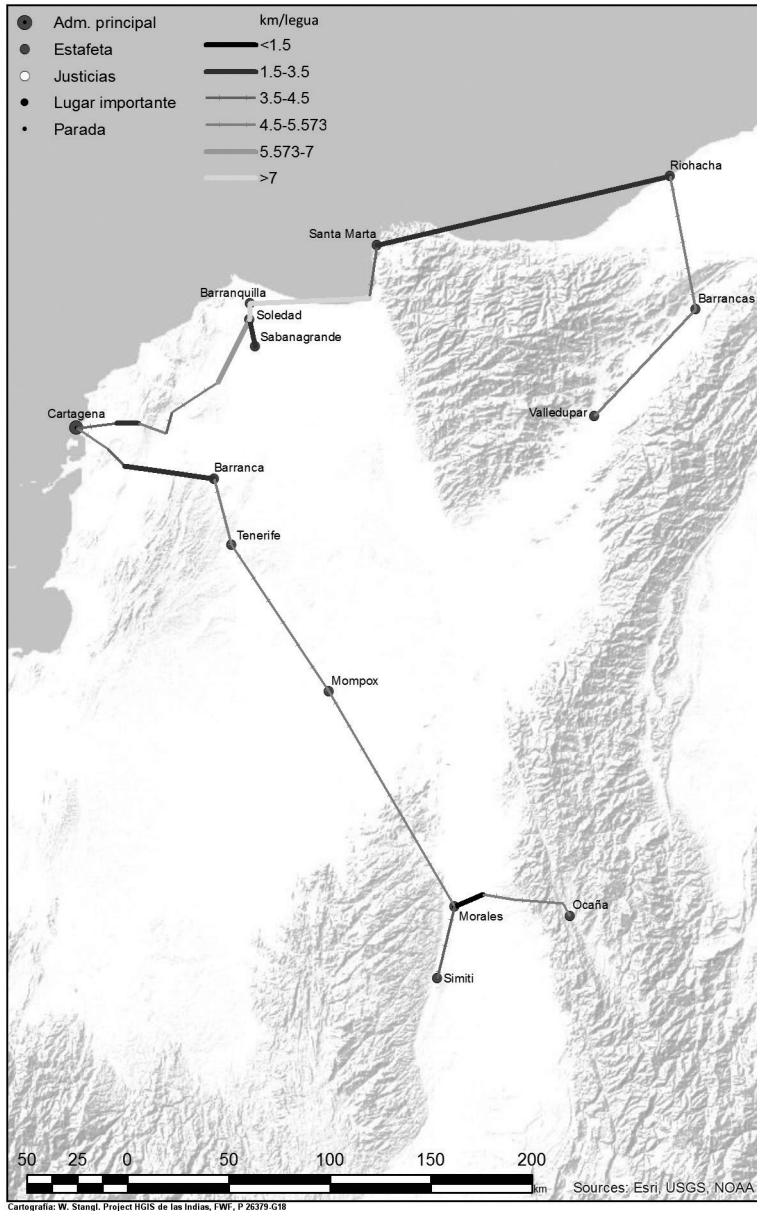 Adm. principal
Estafeta
Justicias
Lugar importante
Parada
km/legua
<1.5
1.5-3.5
3.5-4.5
4.5-5.573
5.573-7
>7
Riohacha
Santa Marta
Barranquilla
Soledad
Barrancas
Sabanagrande
Cartagena
Valledupar
Barranca
Tenerife
Mompox
Ocaña
Morales
Simiti
50 25 0 50 100 150 200
km
Sources: Esri, USGS, NOAA
Cartografía: W. Stangl. Project HGIS de las Indias, FWF, P 26379-G18